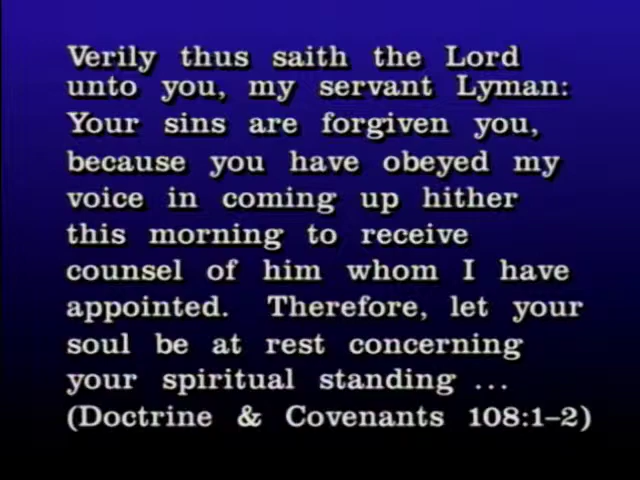 Verily thus saith the Lord
unto you, my servant Lyman:
Your sins are forgiven you,
because you have obeyed my
voice in coming up hither
this morning to receive
counsel of him whom I have
appointed. Therefore, let your
soul be at rest concerning
your spiritual standing ...
(Doctrine & Covenants 108:1–2)